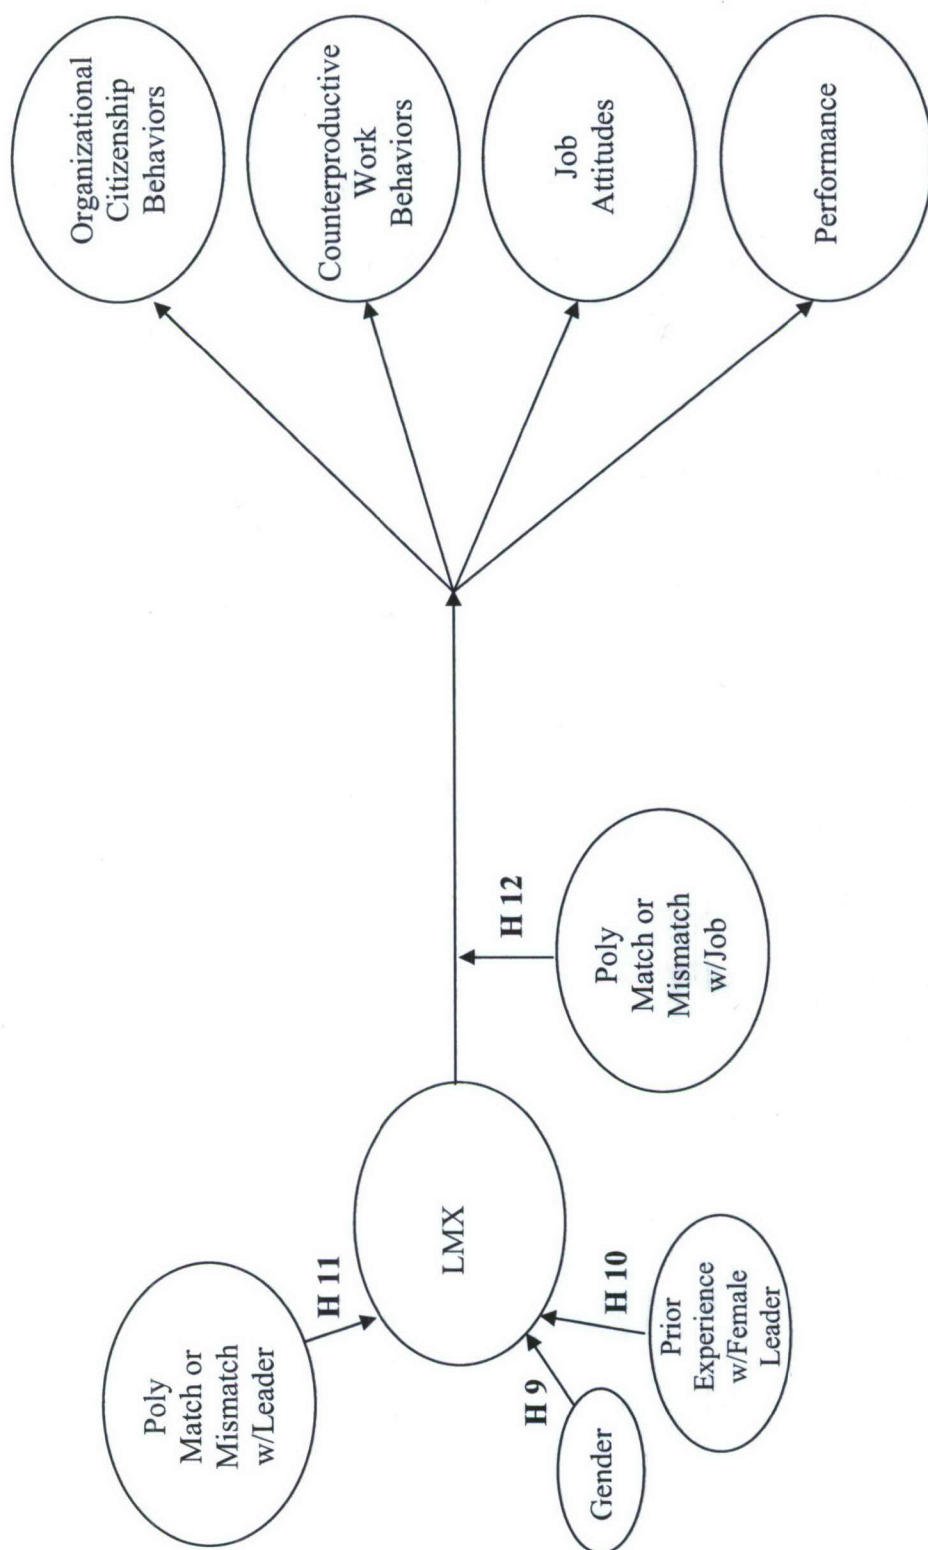 Poly
Match or
Mismatch
w/Leader
H 11
Gender
H 9
Prior
Experience
w/Female
Leader
H 10
LMX
H 12
Poly
Match or
Mismatch
w/Job
Organizational
Citizenship
Behaviors
Counterproductive
Work
Behaviors
Job
Attitudes
Performance